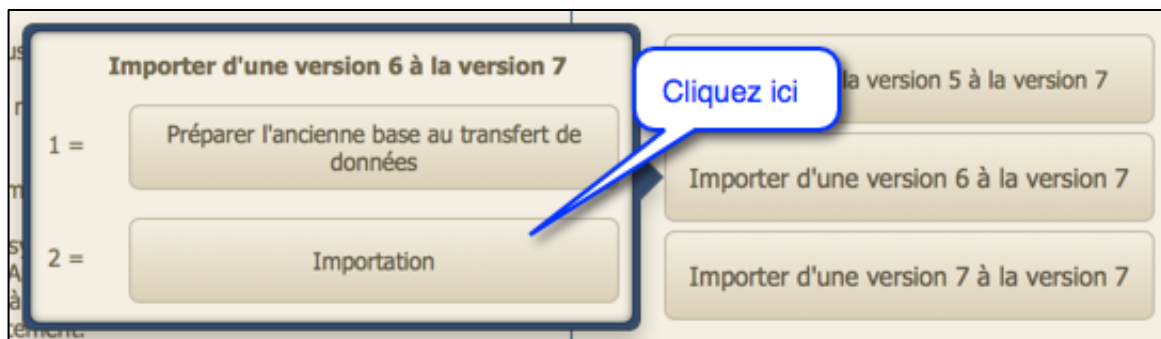 Importer d'une version 6 à la version 7
1 =
Préparer l'ancienne base au transfert de
données
2 =
Importation
Cliquez ici
la version 5 à la version 7
Importer d'une version 6 à la version 7
Importer d'une version 7 à la version 7